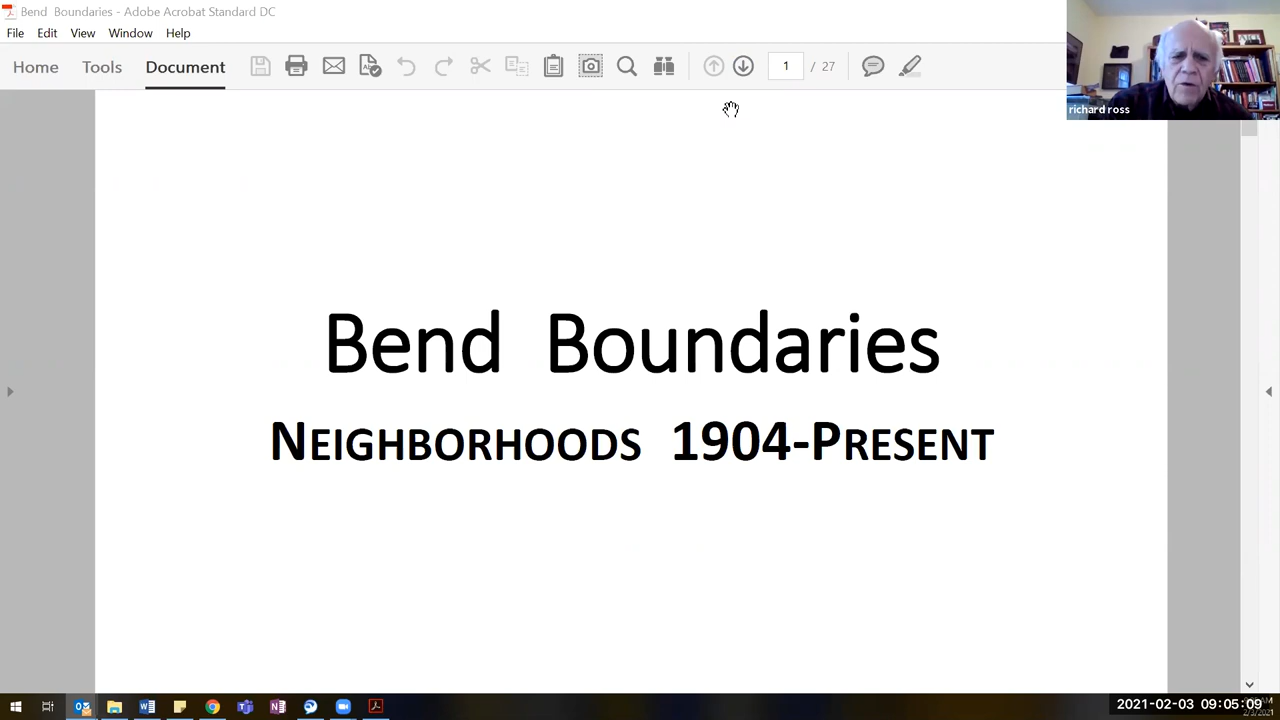 Bend  Boundaries - Adobe Acrobat Standard DC
File Edit View Window Help
Home Tools Document 1 / 27
richard ross
Bend  Boundaries
NEIGHBORHOODS  1904-PRESENT
2021-02-03 09:05:09